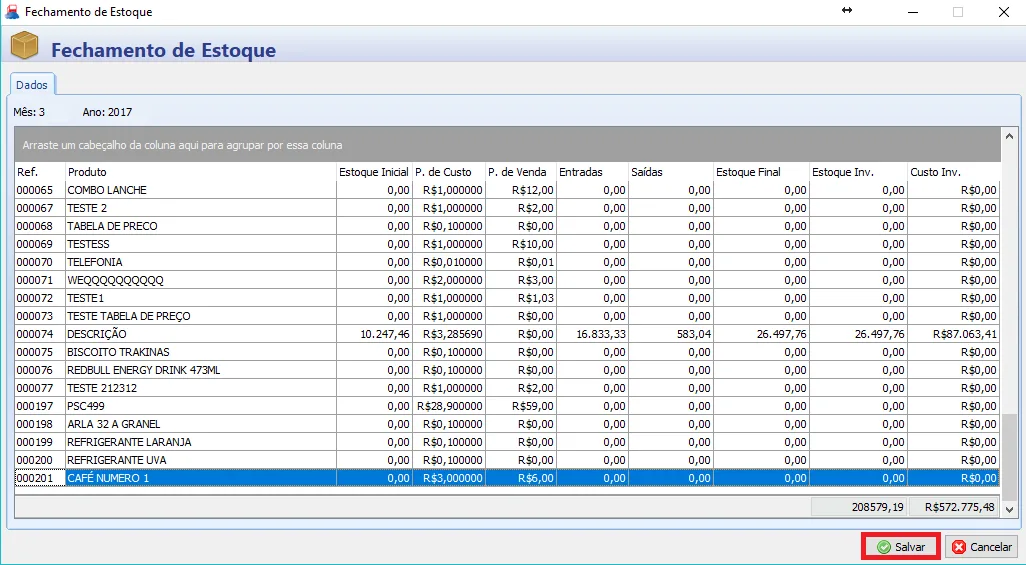 Fechamento de Estoque
Fechamento de Estoque
Dados
Mês: 3 Ano: 2017
Arraste um cabeçalho da coluna aqui para agrupar por essa coluna
Ref. Produto Estoque Inicial P. de Custo P. de Venda Entradas Saídas Estoque Final Estoque Inv. Custo Inv.
000065 COMBO LANCHE 0,00 R$1,000000 R$12,00 0,00 0,00 0,00 0,00 R$0,00
000067 TESTE 2 0,00 R$1,000000 R$2,00 0,00 0,00 0,00 0,00 R$0,00
000068 TABELA DE PRECO 0,00 R$0,100000 R$0,00 0,00 0,00 0,00 0,00 R$0,00
000069 TESTESS 0,00 R$1,000000 R$10,00 0,00 0,00 0,00 0,00 R$0,00
000070 TELEFONIA 0,00 R$0,010000 R$0,01 0,00 0,00 0,00 0,00 R$0,00
000071 WEQQQQQQQQQQ 0,00 R$2,000000 R$3,00 0,00 0,00 0,00 0,00 R$0,00
000072 TESTE1 0,00 R$1,000000 R$1,03 0,00 0,00 0,00 0,00 R$0,00
000073 TESTE TABELA DE PREÇO 0,00 R$1,000000 R$0,00 0,00 0,00 0,00 0,00 R$0,00
000074 DESCRIÇÃO 10.247,46 R$3,285690 R$0,00 16.833,33 583,04 26.497,76 26.497,76 R$87.063,41
000075 BISCOITO TRAKINAS 0,00 R$0,100000 R$0,00 0,00 0,00 0,00 0,00 R$0,00
000076 REDBULL ENERGY DRINK 473ML 0,00 R$0,100000 R$0,00 0,00 0,00 0,00 0,00 R$0,00
000077 TESTE 212312 0,00 R$1,000000 R$2,00 0,00 0,00 0,00 0,00 R$0,00
000197 PSC499 0,00 R$28,900000 R$59,00 0,00 0,00 0,00 0,00 R$0,00
000198 ARLA 32 A GRANEL 0,00 R$0,100000 R$0,00 0,00 0,00 0,00 0,00 R$0,00
000199 REFRIGERANTE LARANJA 0,00 R$0,100000 R$0,00 0,00 0,00 0,00 0,00 R$0,00
000200 REFRIGERANTE UVA 0,00 R$0,100000 R$0,00 0,00 0,00 0,00 0,00 R$0,00
000201 CAFÉ NUMERO 1 0,00 R$3,000000 R$6,00 0,00 0,00 0,00 0,00 R$0,00
208579,19 R$572.775,48
Salvar Cancelar